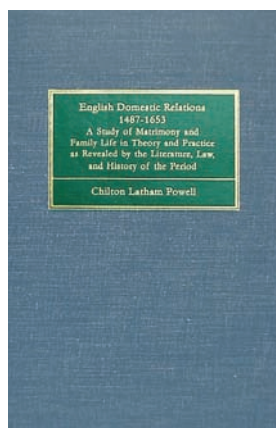 English Domestic Relations
1487-1653
A Study of Matrimony and
Family Life in Theory and Practice
as Revealed by the Literature, Law,
and History of the Period
Chilton Latham Powell